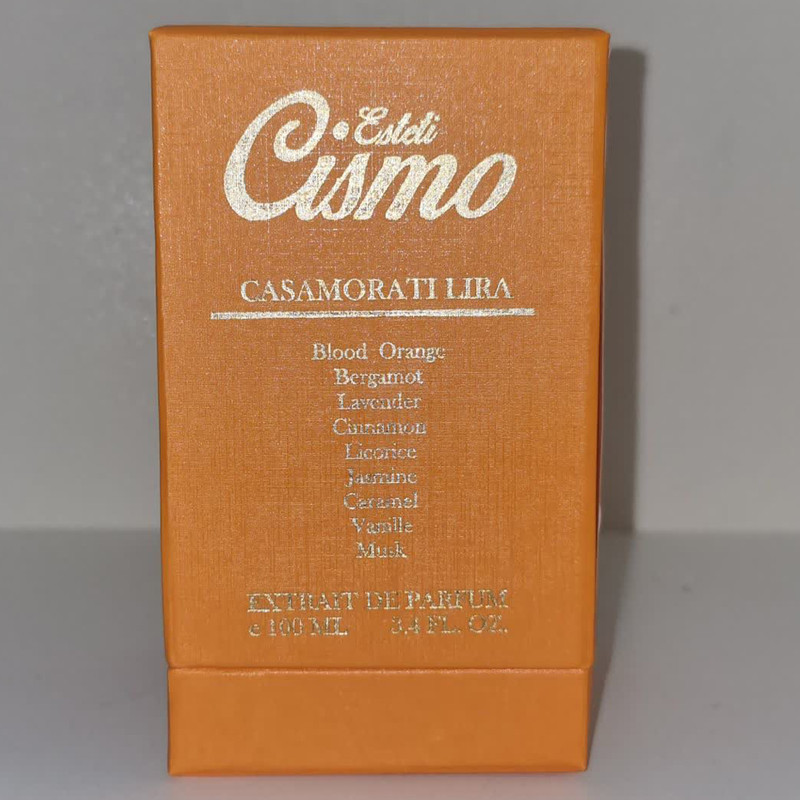 Esteti
Cismo
CASAMORATI LIRA
Blood Orange
Bergamot
Lavender
Cinnamon
Licorice
Jasmine
Caramel
Vanille
Musk
EXTRAIT DE PARFUM
e 100 ML 3.4 FL. OZ.